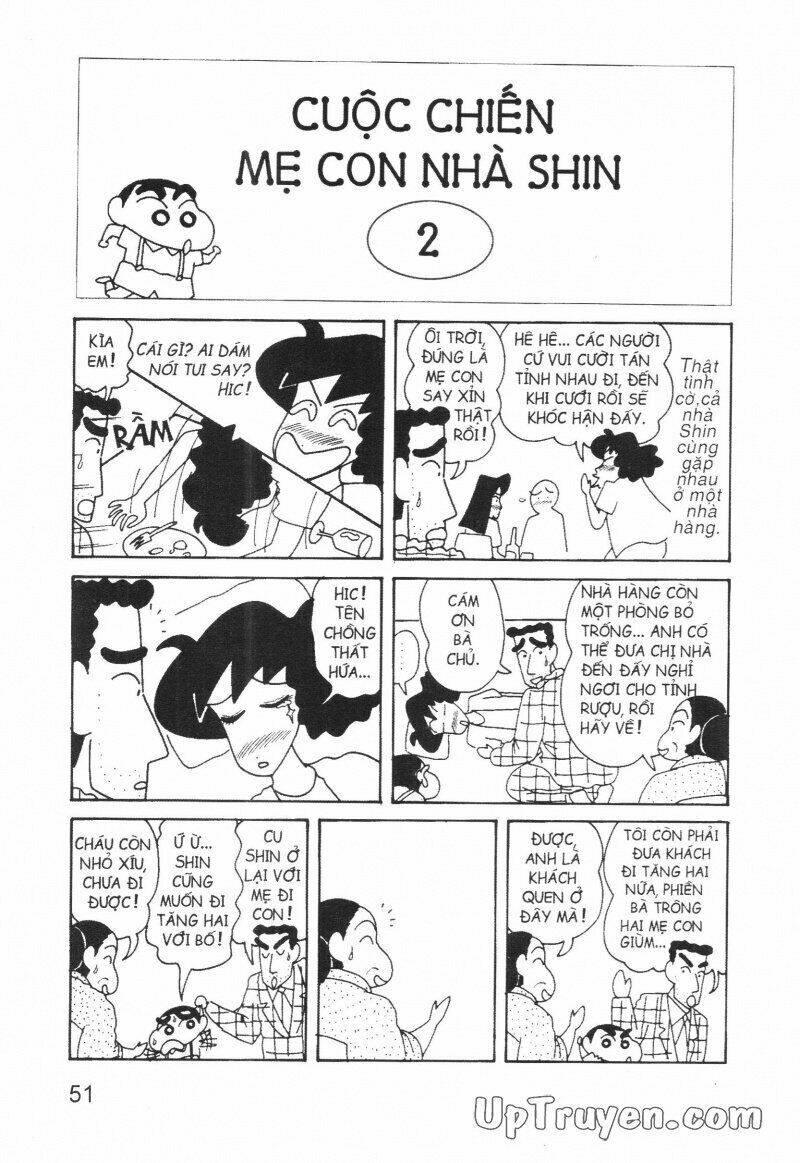 CUỘC CHIẾN
MẸ CON NHÀ SHIN
2
Thật
tình
cờ, cả
nhà
Shin
cùng
gặp
nhau
ở một
nhà
hàng.
HÊ HÊ... CÁC NGƯỜI
CỨ VUI CƯỜI TÁN
TỈNH NHAU ĐI, ĐẾN
KHI CƯỚI RỒI SẼ
KHÓC HẬN ĐẤY.
ÔI TRỜI,
ĐÚNG LÀ
MẸ CON
SAY XỈN
THẬT
RỒI!
CÁI GÌ? AI DÁM
NÓI TUI SAY?
HIC!
KÌA
EM!
RẦM
NHÀ HÀNG CÒN
MỘT PHÒNG BỎ
TRỐNG... ANH CÓ
THỂ ĐƯA CHỊ NHÀ
ĐẾN ĐẤY NGHỈ
NGƠI CHO TỈNH
RƯỢU, RỒI
HÃY VỀ!
CÁM
ƠN
BÀ
CHỦ.
HIC!
TÊN
CHỒNG
THẤT
HỨA...
TÔI CÒN PHẢI
ĐƯA KHÁCH
ĐI TĂNG HAI
NỮA, PHIỀN
BÀ TRÔNG
HAI MẸ CON
GIÙM...
ĐƯỢC,
ANH LÀ
KHÁCH
QUEN Ở
ĐÂY MÀ!
CU
SHIN Ở
LẠI VỚI
MẸ ĐI
CON!
Ứ Ừ...
SHIN
CŨNG
MUỐN ĐI
TĂNG HAI
VỚI BỐ!
CHÁU CÒN
NHỎ XÍU,
CHƯA ĐI
ĐƯỢC!
51
UpTruyen.com